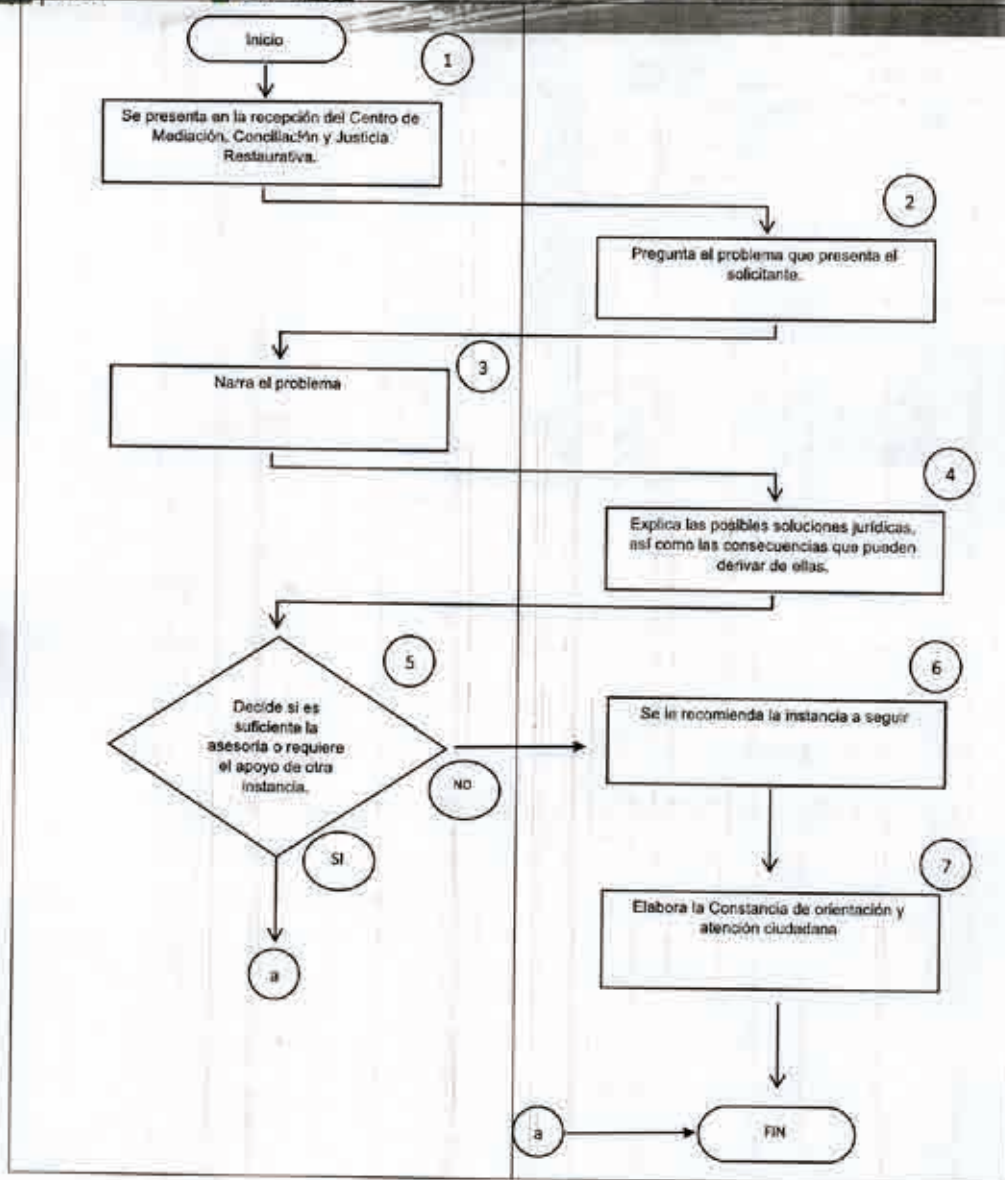 Inicio
1
Se presenta en la recepción del Centro de
Mediación, Conciliación y Justicia
Restaurativa.
2
Pregunta el problema que presenta el
solicitante.
3
Narra el problema
4
Explica las posibles soluciones jurídicas,
así como las consecuencias que pueden
derivar de ellas.
5
Decide si es
suficiente la
asesoría o requiere
el apoyo de otra
instancia.
NO
SI
a
6
Se le recomienda la instancia a seguir
7
Elabora la Constancia de orientación y
atención ciudadana
a
FIN